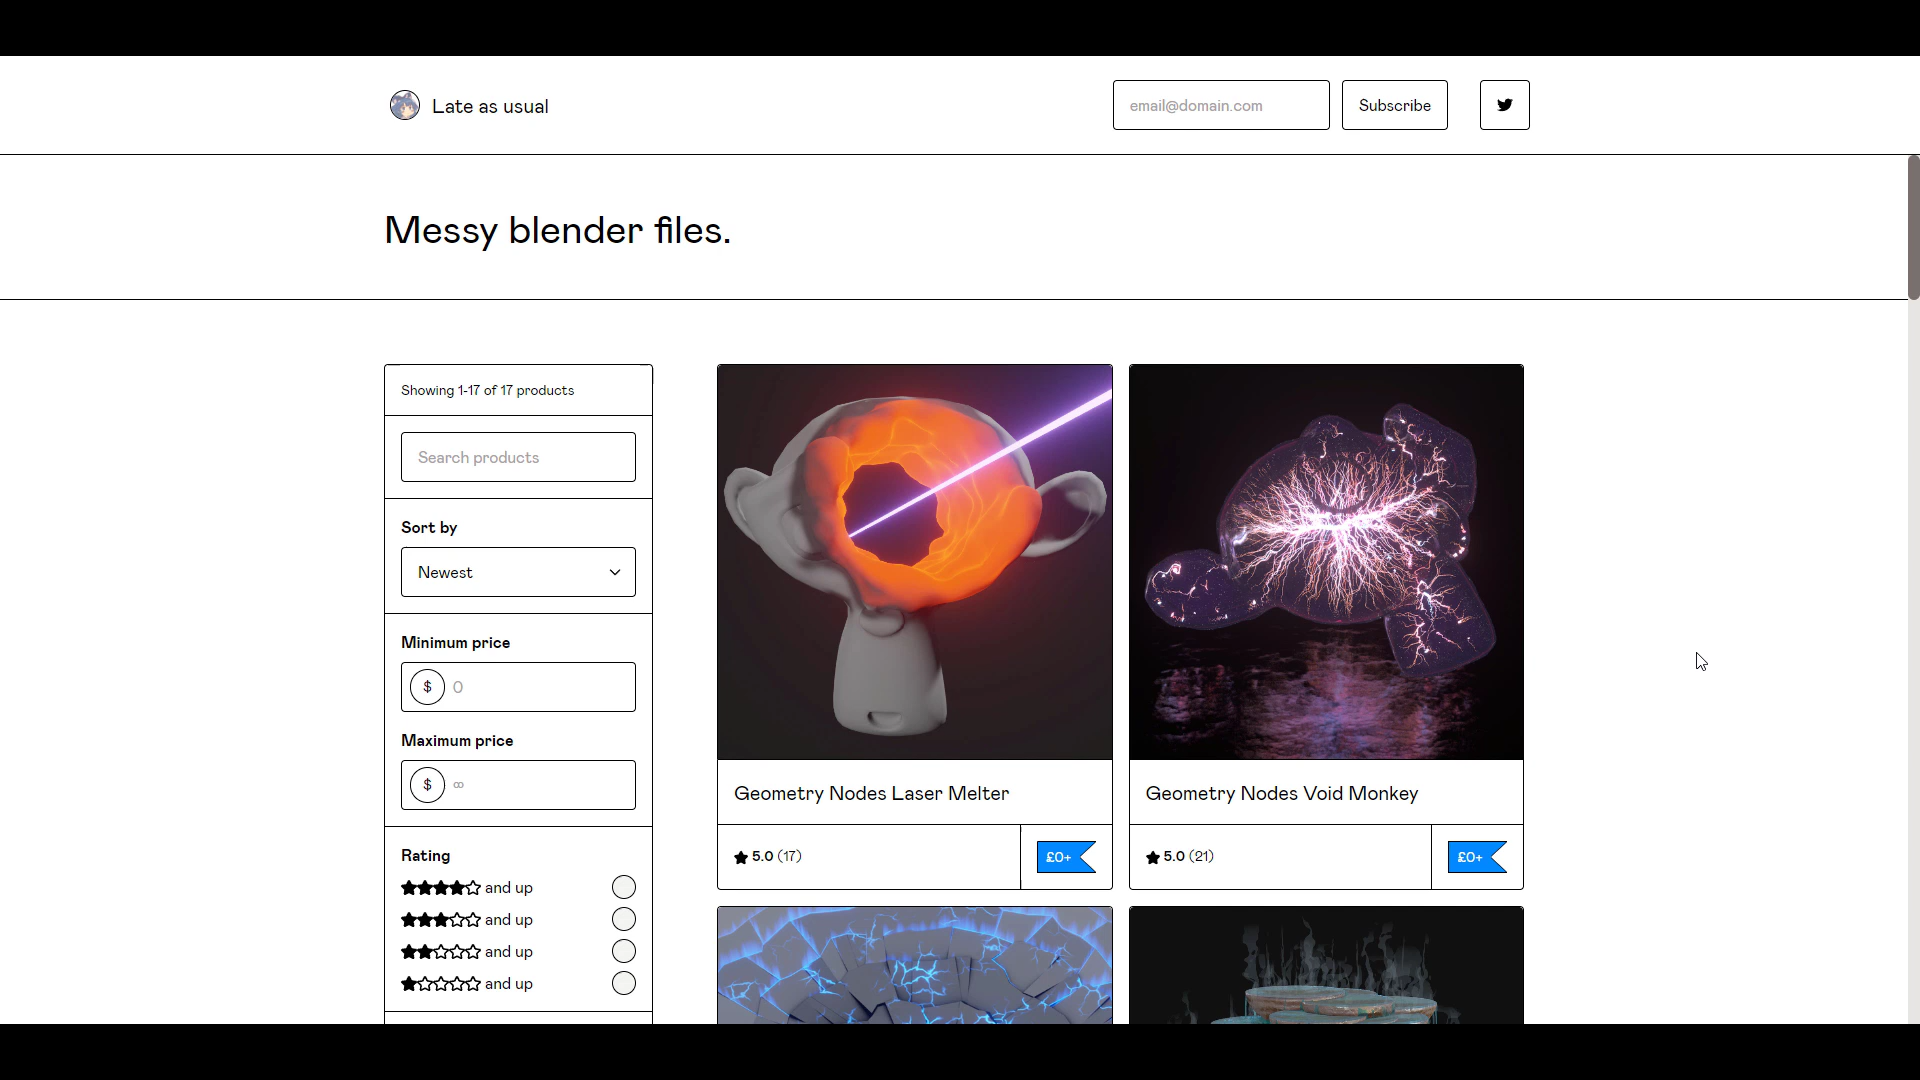 Late as usual
email@domain.com
Subscribe
Messy blender files.
Showing 1-17 of 17 products
Search products
Sort by
Newest
Minimum price
$ 0
Maximum price
$ ∞
Rating
and up
and up
and up
and up
Geometry Nodes Laser Melter
5.0 (17)
£0+
Geometry Nodes Void Monkey
5.0 (21)
£0+